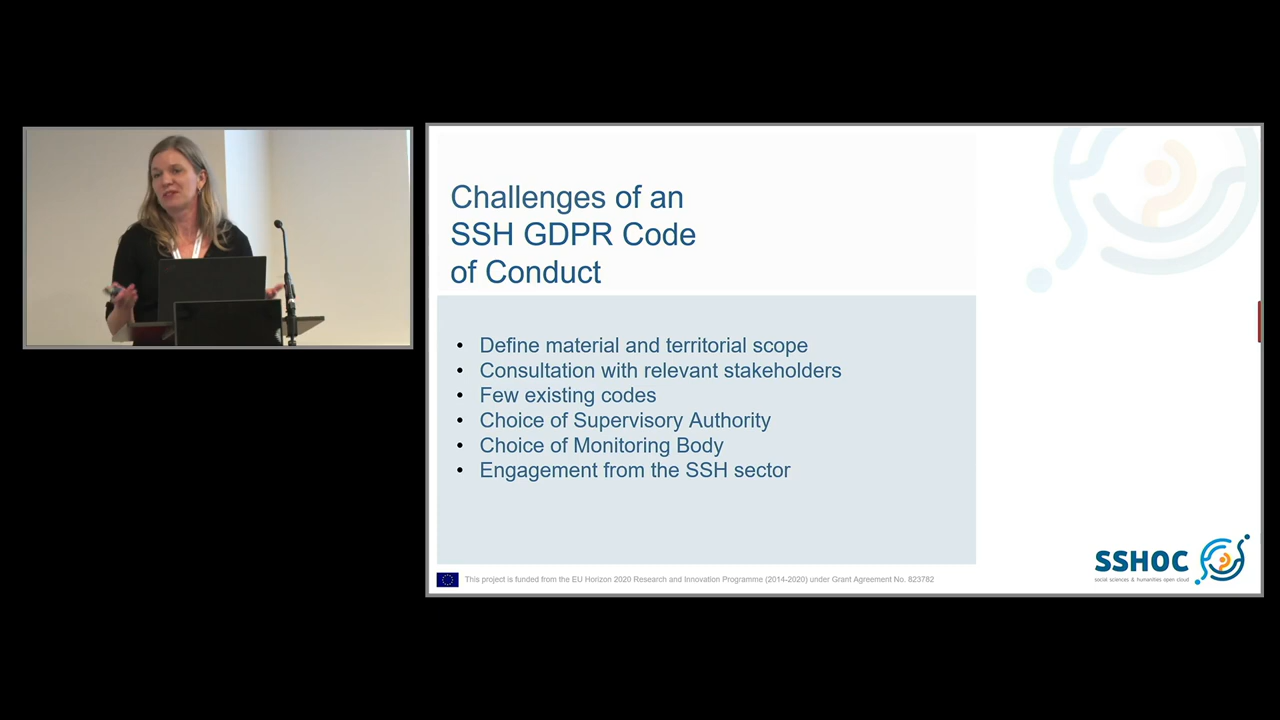 Challenges of an
SSH GDPR Code
of Conduct
• Define material and territorial scope
• Consultation with relevant stakeholders
• Few existing codes
• Choice of Supervisory Authority
• Choice of Monitoring Body
• Engagement from the SSH sector
This project is funded from the EU Horizon 2020 Research and Innovation Programme (2014-2020) under Grant Agreement No. 823782
SSHOC
social sciences & humanities open cloud